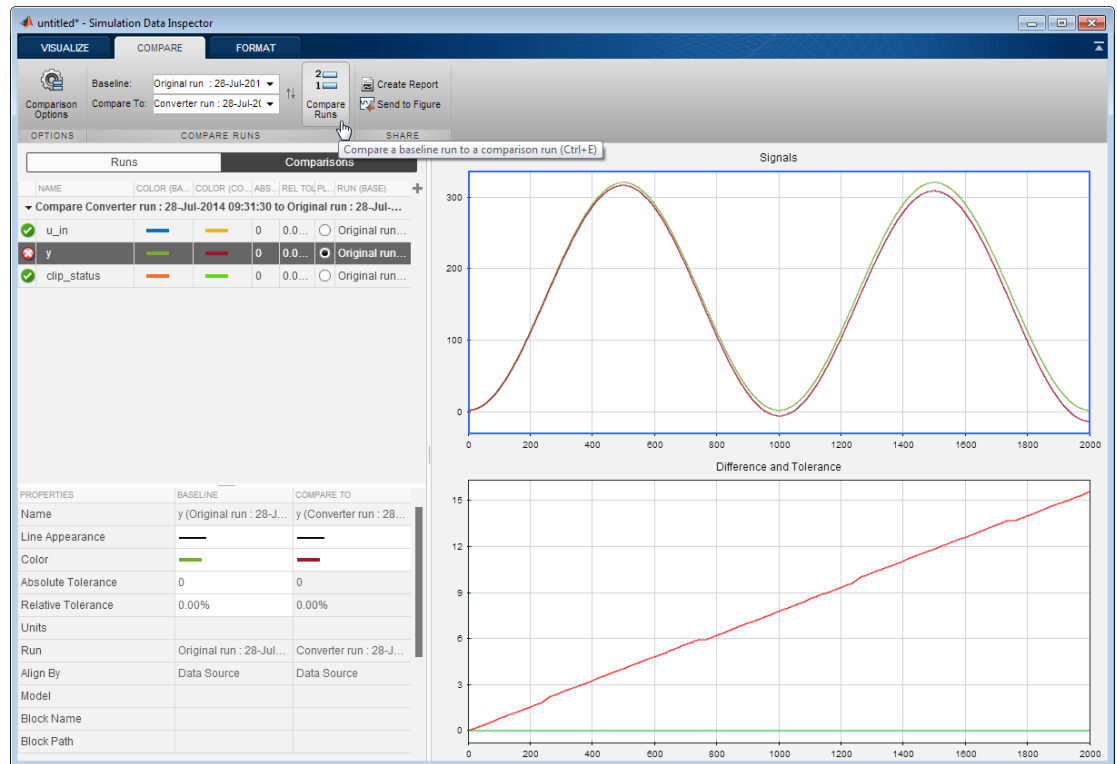 untitled* - Simulation Data Inspector
VISUALIZE COMPARE FORMAT
Comparison Options
Baseline: Original run : 28-Jul-201
Compare To: Converter run : 28-Jul-2(
2
1
Compare Runs
Create Report
Send to Figure
OPTIONS COMPARE RUNS SHARE
Compare a baseline run to a comparison run (Ctrl+E)
Runs Comparisons
NAME COLOR (BA... COLOR (CO... ABS... REL TOL PL... RUN (BASE)
Compare Converter run : 28-Jul-2014 09:31:30 to Original run : 28-Jul-...
u_in 0 0.0... Original run...
y 0 0.0... Original run...
clip_status 0 0.0... Original run...
PROPERTIES BASELINE COMPARE TO
Name y (Original run : 28-J... y (Converter run : 28...
Line Appearance
Color
Absolute Tolerance 0 0
Relative Tolerance 0.00% 0.00%
Units
Run Original run : 28-Jul... Converter run : 28-J...
Align By Data Source Data Source
Model
Block Name
Block Path
Signals
300
200
100
0
0 200 400 600 800 1000 1200 1400 1600 1800 2000
Difference and Tolerance
15
12
9
6
3
0
0 200 400 600 800 1000 1200 1400 1600 1800 2000